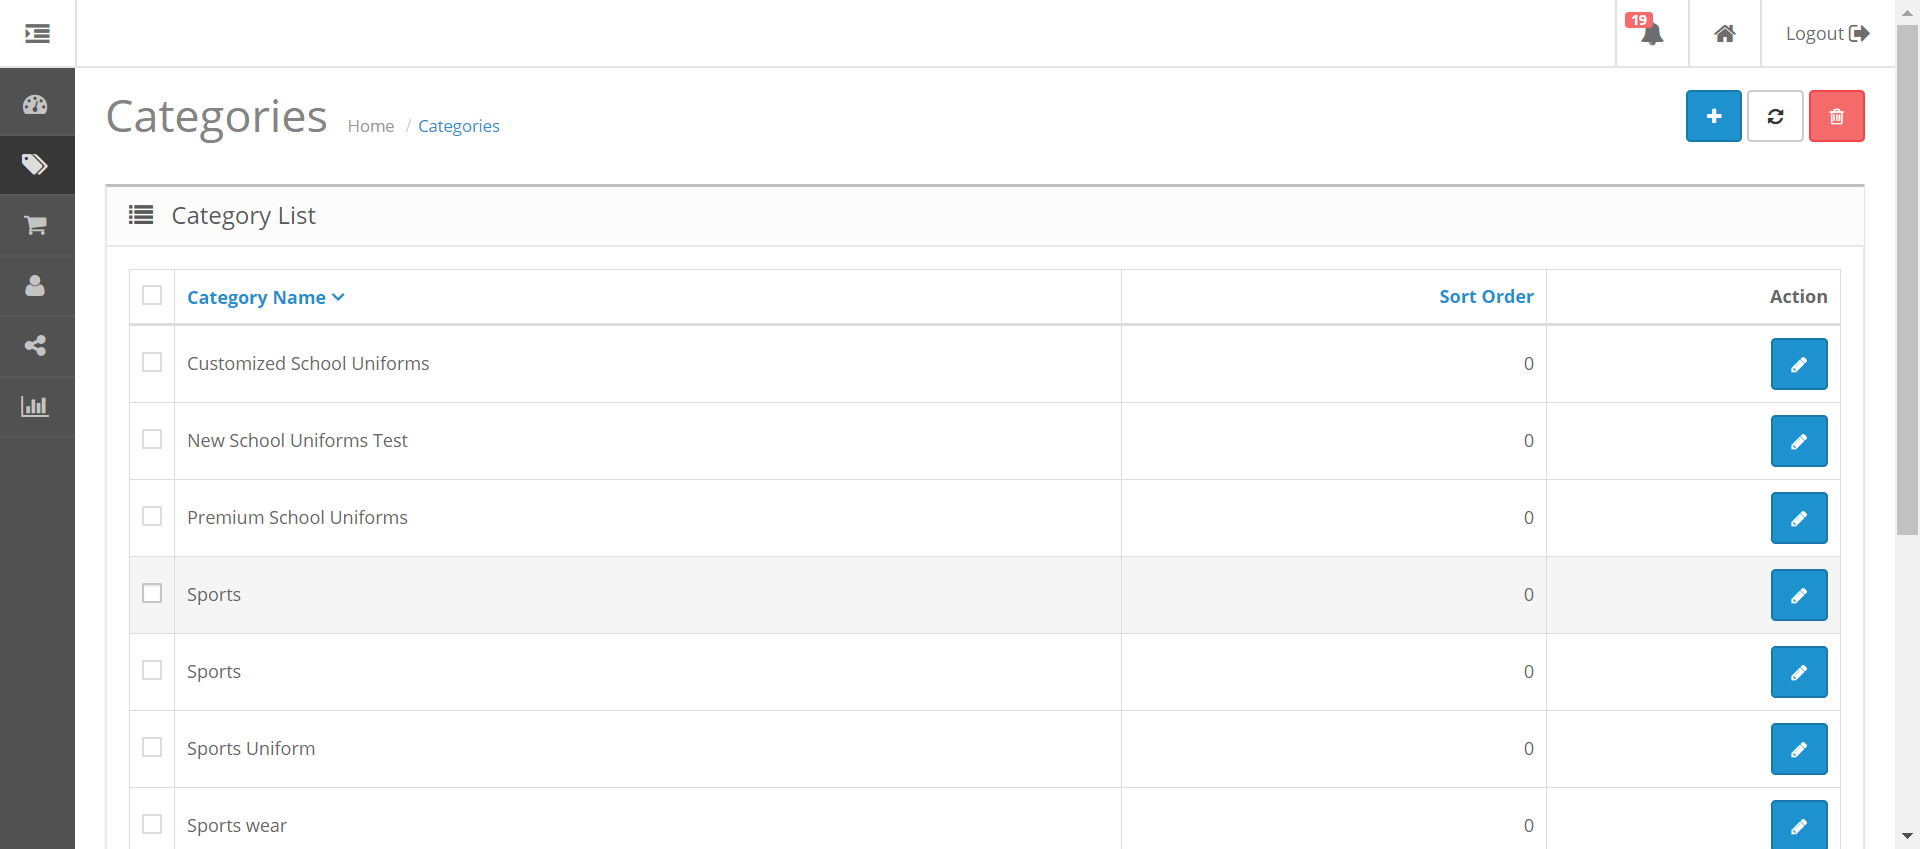 19
Logout
Categories
Home / Categories
Category List
Category Name Sort Order Action
Customized School Uniforms 0
New School Uniforms Test 0
Premium School Uniforms 0
Sports 0
Sports 0
Sports Uniform 0
Sports wear 0